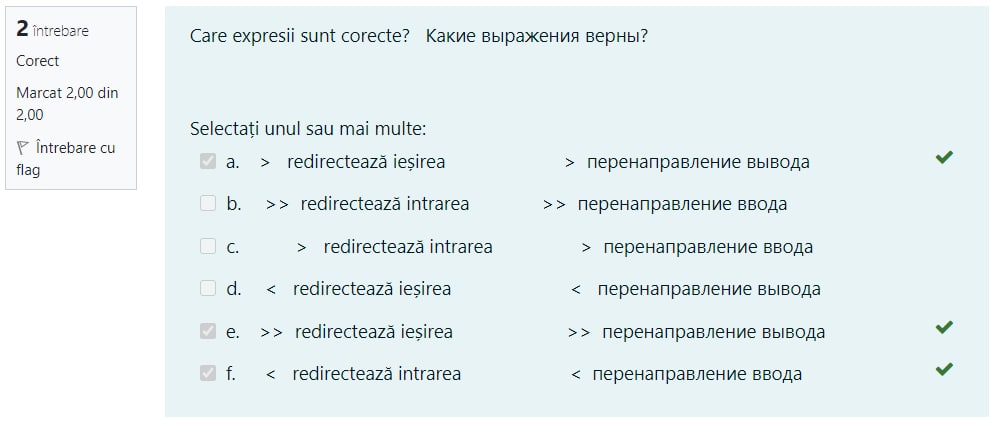 2 întrebare
Corect
Marcat 2,00 din
2,00
Întrebare cu
flag
Care expresii sunt corecte? Какие выражения верны?
Selectați unul sau mai multe:
a. > redirectează ieșirea > перенаправление вывода
b. >> redirectează intrarea >> перенаправление ввода
c. > redirectează intrarea > перенаправление ввода
d. < redirectează ieșirea < перенаправление вывода
e. >> redirectează ieșirea >> перенаправление вывода
f. < redirectează intrarea < перенаправление ввода